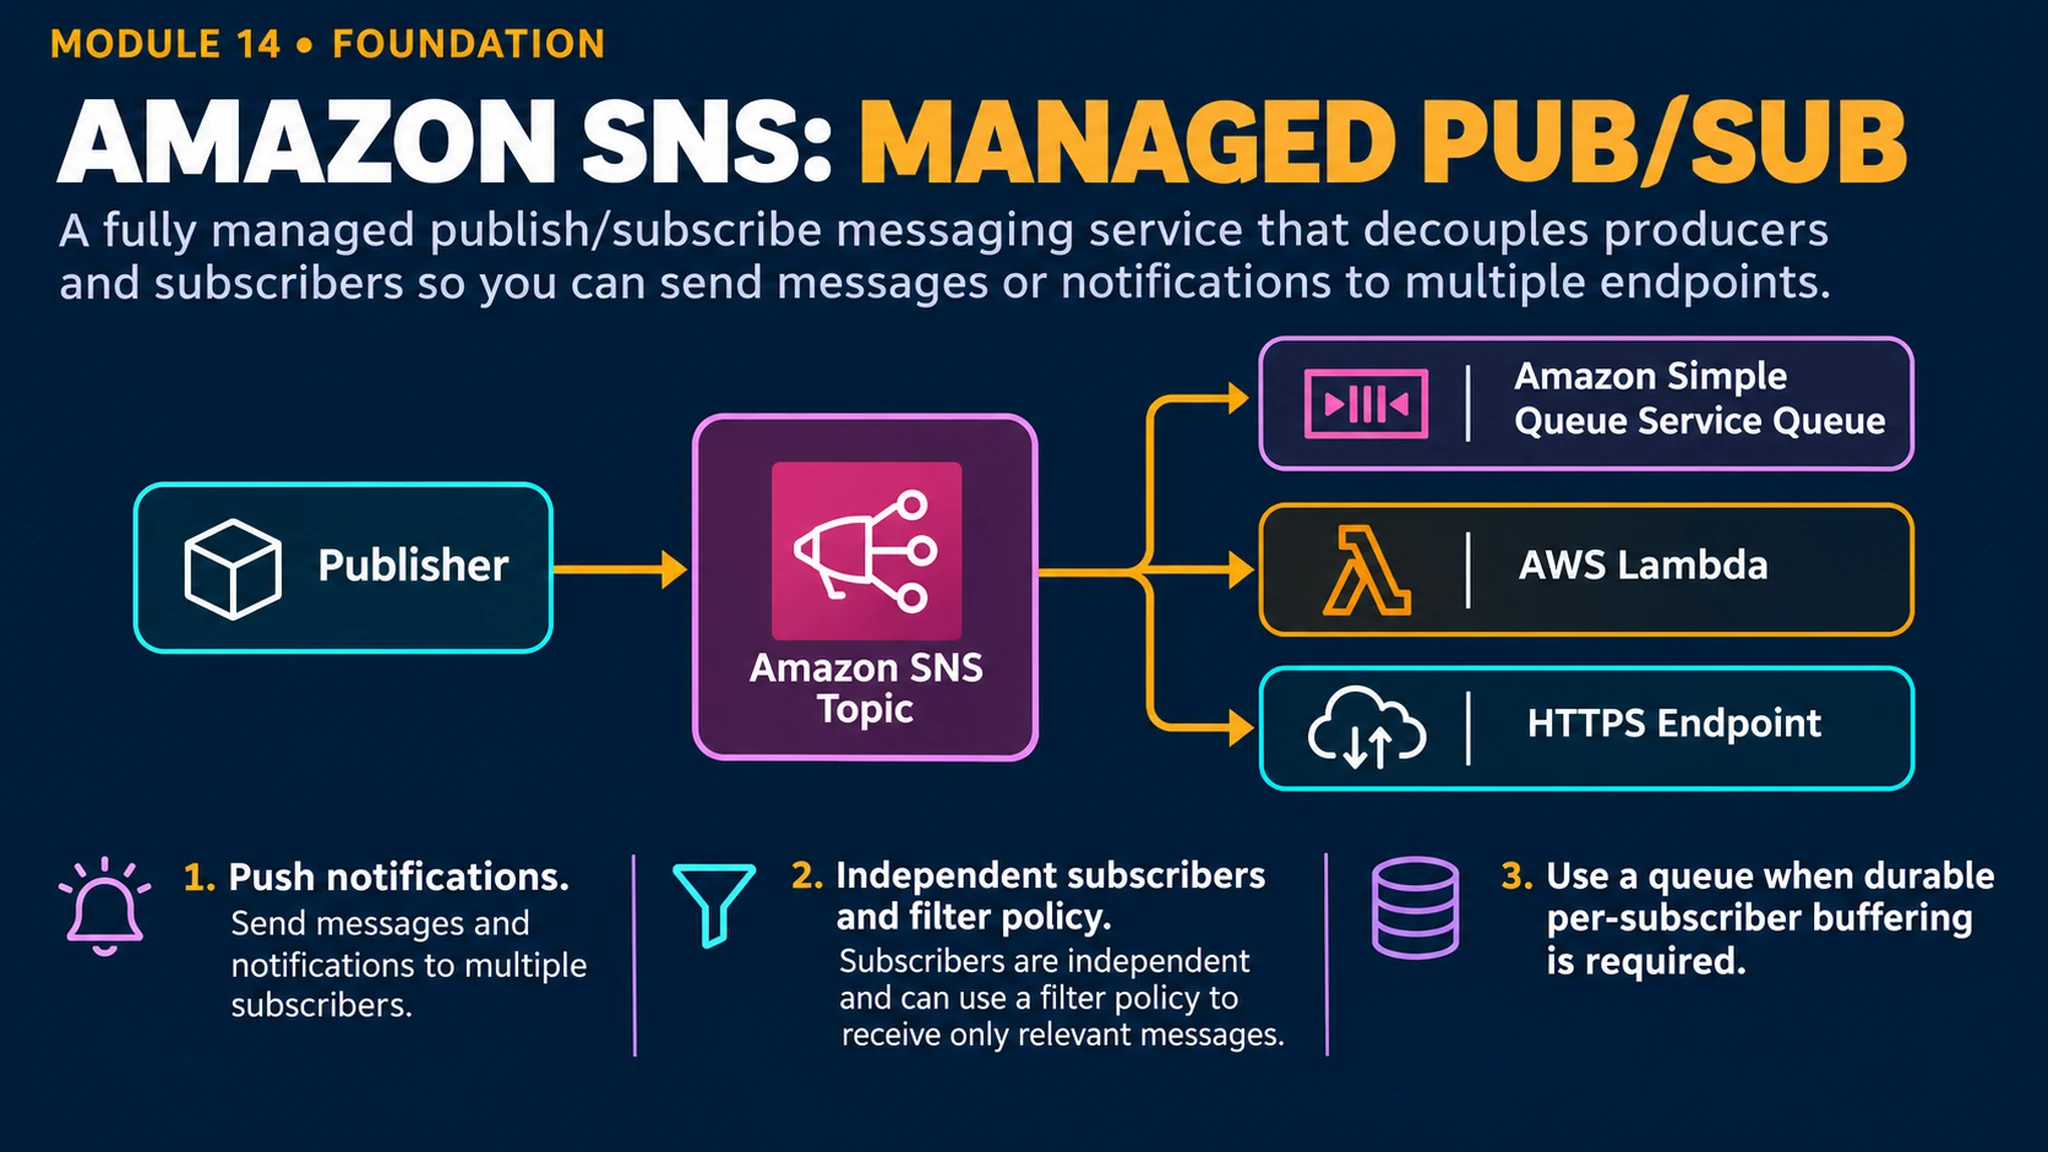 MODULE 14 • FOUNDATION
AMAZON SNS: MANAGED PUB/SUB
A fully managed publish/subscribe messaging service that decouples producers
and subscribers so you can send messages or notifications to multiple endpoints.
Publisher
Amazon SNS
Topic
Amazon Simple
Queue Service Queue
AWS Lambda
HTTPS Endpoint
1. Push notifications.
Send messages and
notifications to multiple
subscribers.
2. Independent subscribers
and filter policy.
Subscribers are independent
and can use a filter policy to
receive only relevant messages.
3. Use a queue when durable
per-subscriber buffering
is required.